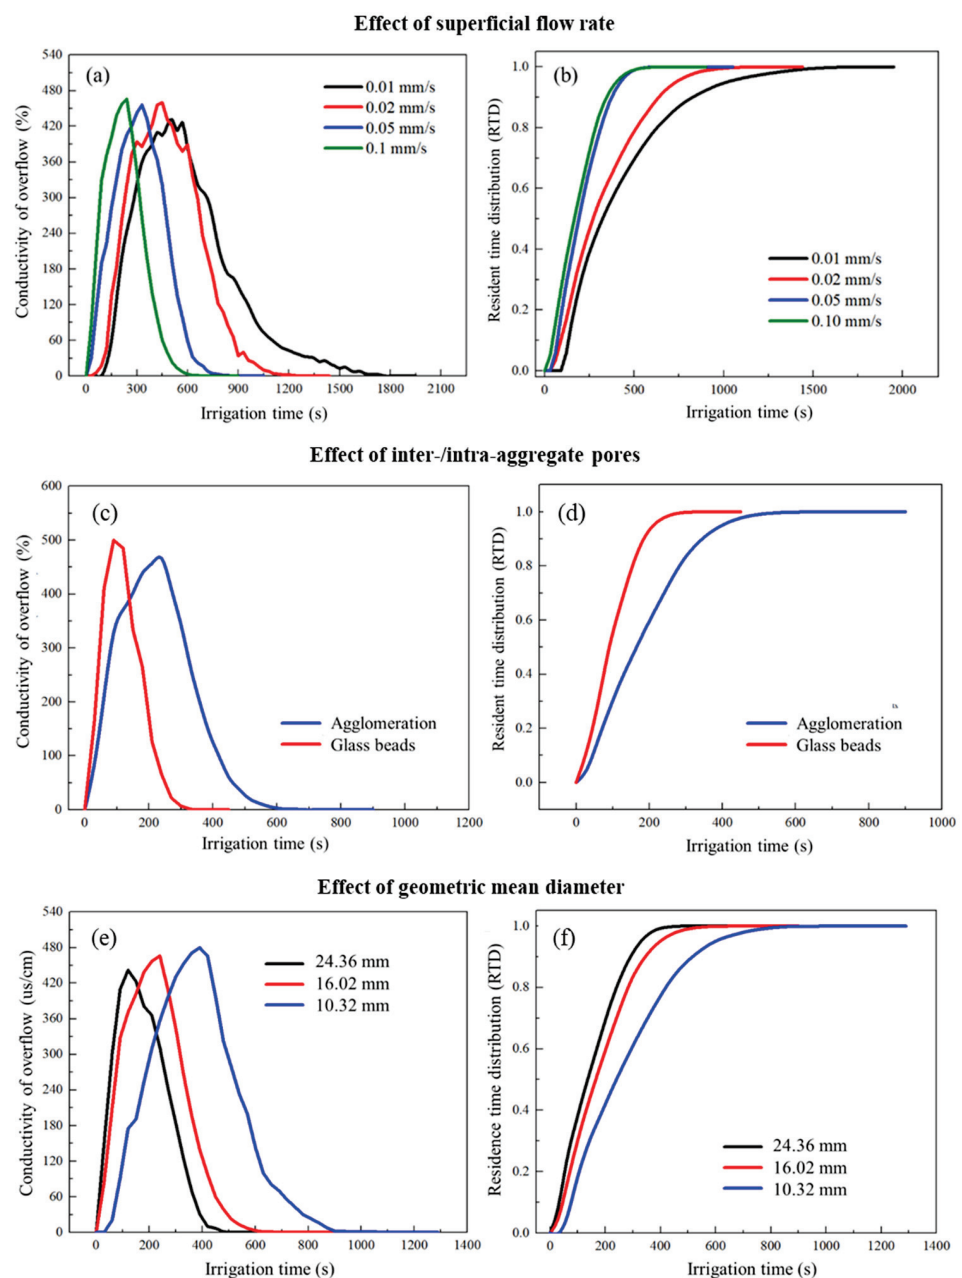 Effect of superficial flow rate
(a)
Conductivity of overflow (%)
540
480
420
360
300
240
180
120
60
0
0.01 mm/s
0.02 mm/s
0.05 mm/s
0.1 mm/s
0 300 600 900 1200 1500 1800 2100
Irrigation time (s)
(b)
Resident time distribution (RTD)
1.0
0.8
0.6
0.4
0.2
0.0
0.01 mm/s
0.02 mm/s
0.05 mm/s
0.10 mm/s
0 500 1000 1500 2000
Irrigation time (s)
Effect of inter-/intra-aggregate pores
(c)
Conductivity of overflow (%)
600
500
400
300
200
100
0
Agglomeration
Glass beads
0 200 400 600 800 1000 1200
Irrigation time (s)
(d)
Resident time distribution (RTD)
1.0
0.8
0.6
0.4
0.2
0.0
Agglomeration
Glass beads
0 200 400 600 800 1000
Irrigation time (s)
Effect of geometric mean diameter
(e)
Conductivity of overflow (us/cm)
540
480
420
360
300
240
180
120
60
0
24.36 mm
16.02 mm
10.32 mm
0 200 400 600 800 1000 1200 1400
Irrigation time (s)
(f)
Residence time distribution (RTD)
1.0
0.8
0.6
0.4
0.2
0.0
24.36 mm
16.02 mm
10.32 mm
0 200 400 600 800 1000 1200 1400
Irrigation time (s)